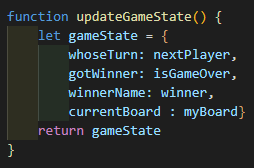 function updateGameState() {
    let gameState = {
        whoseTurn: nextPlayer,
        gotWinner: isGameOver,
        winnerName: winner,
        currentBoard : myBoard}
    return gameState
}